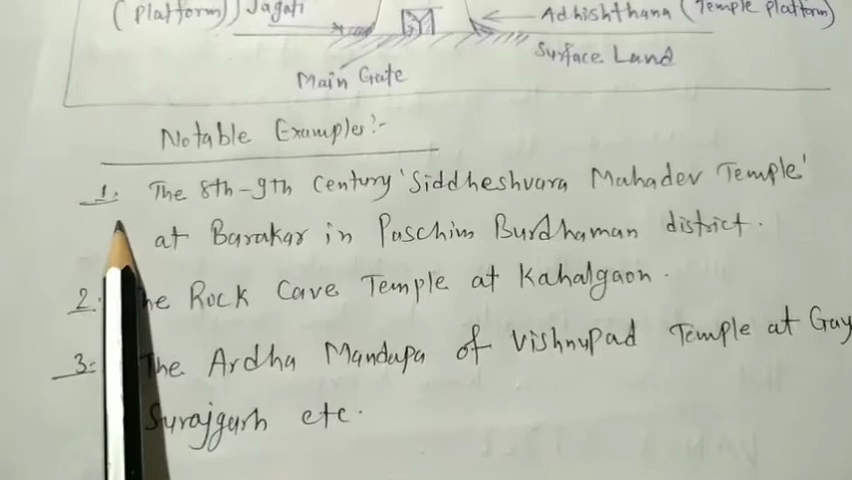 (Platform) Jagati
Adhishthana (Temple platform)
Surface Land
Main Gate
Notable Examples:-
1. The 8th-9th Century 'Siddheshvara Mahadev Temple'
at Barakar in Paschim Burdhaman district.
2. The Rock Cave Temple at Kahalgaon.
3. The Ardha Mandapa of Vishnupad Temple at Gay
Surajgarh etc.